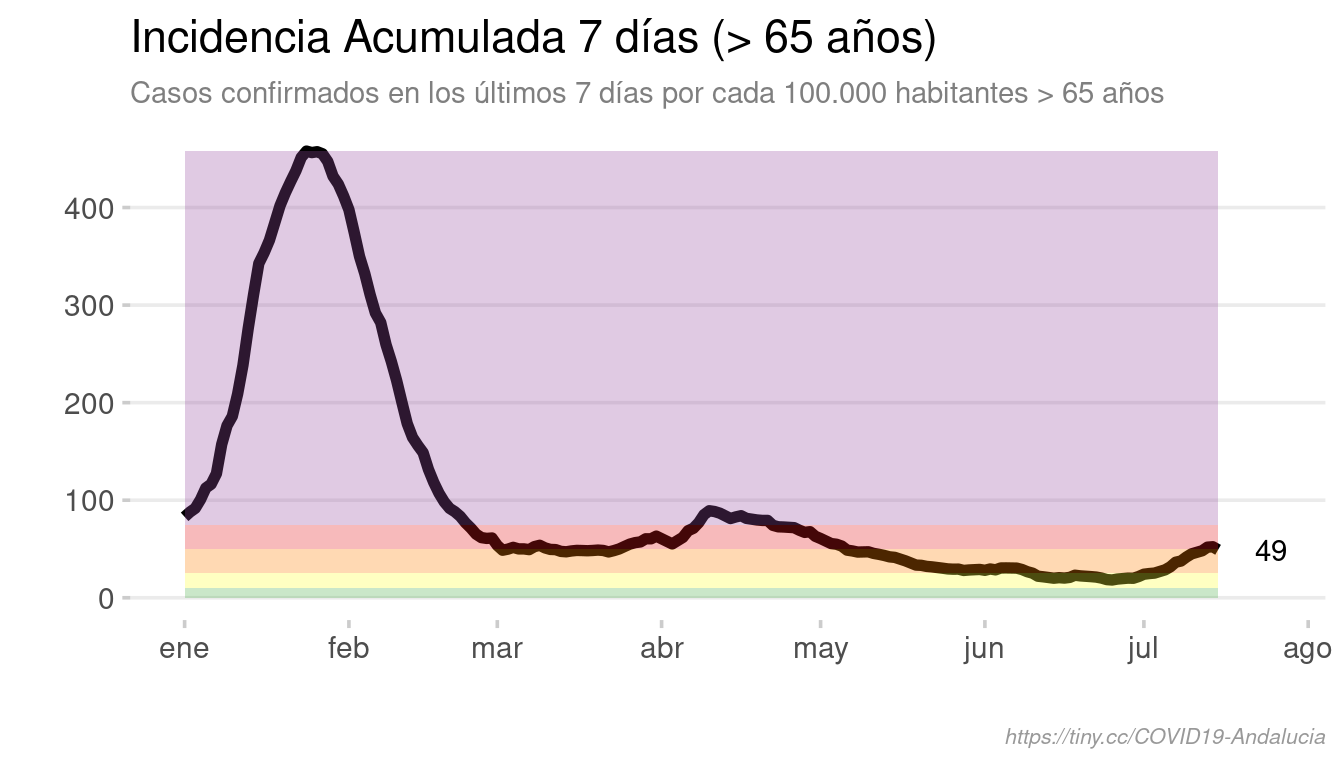 Incidencia Acumulada 7 días (> 65 años)
Casos confirmados en los últimos 7 días por cada 100.000 habitantes > 65 años
400
300
200
100
0
49
ene feb mar abr may jun jul ago
https://tiny.cc/COVID19-Andalucia